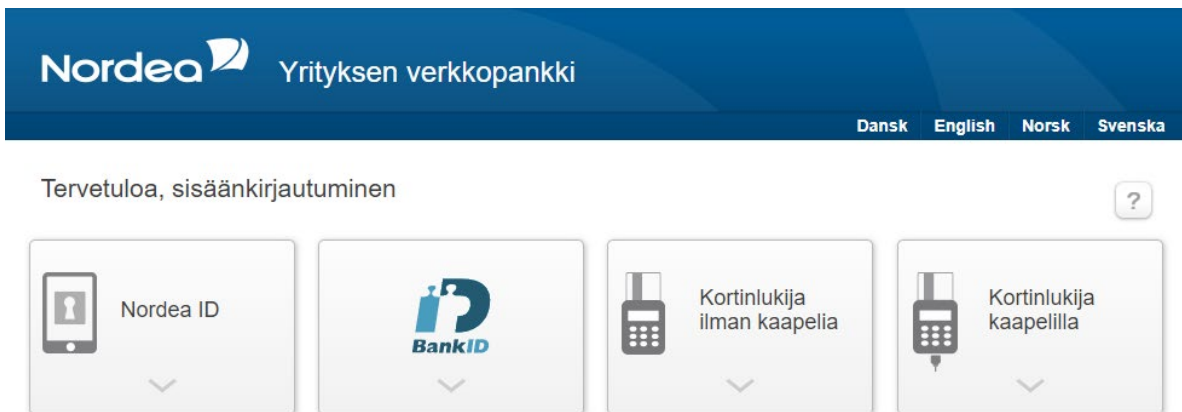 Nordea Yrityksen verkkopankki
Dansk English Norsk Svenska
Tervetuloa, sisäänkirjautuminen
?
Nordea ID
BankID
Kortinlukija
ilman kaapelia
Kortinlukija
kaapelilla